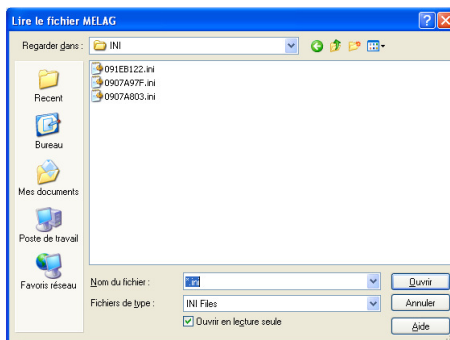 Lire le fichier MELAG
Regarder dans :
INI
091EB122.ini
0907A97F.ini
0907A803.ini
Recent
Bureau
Mes documents
Poste de travail
Favoris réseau
Nom du fichier :
*.ini
Ouvrir
Fichiers de type :
INI Files
Annuler
Ouvrir en lecture seule
Aide